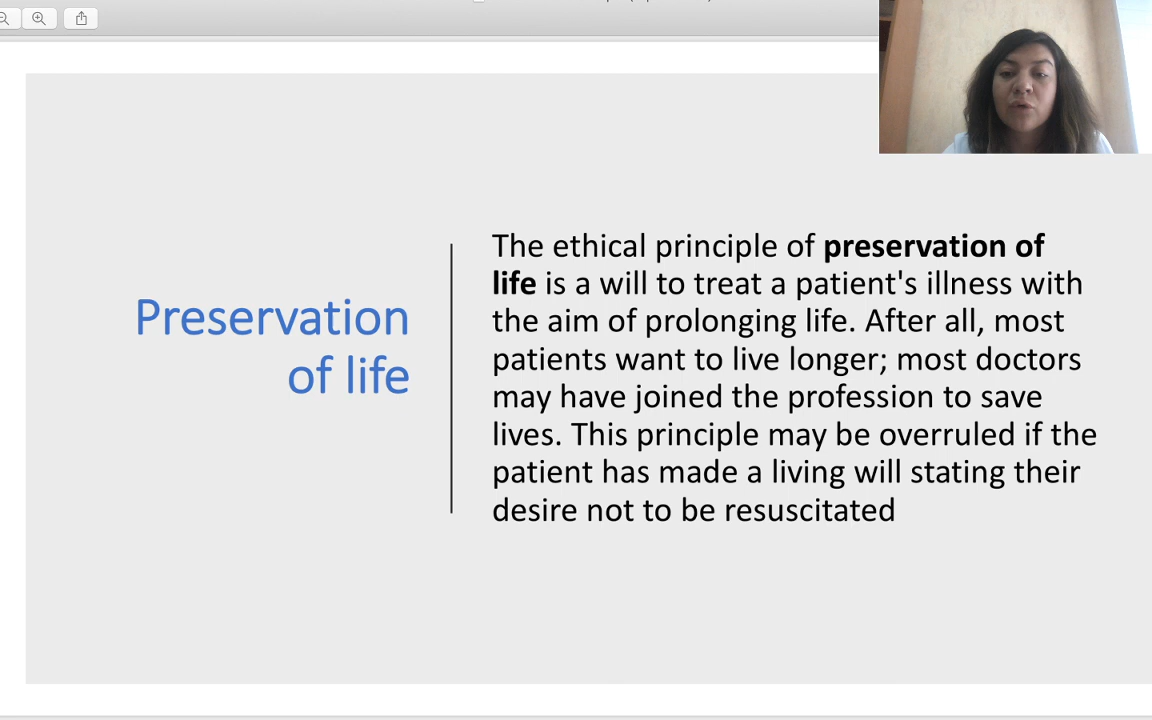 Preservation
of life
The ethical principle of preservation of
life is a will to treat a patient's illness with
the aim of prolonging life. After all, most
patients want to live longer; most doctors
may have joined the profession to save
lives. This principle may be overruled if the
patient has made a living will stating their
desire not to be resuscitated